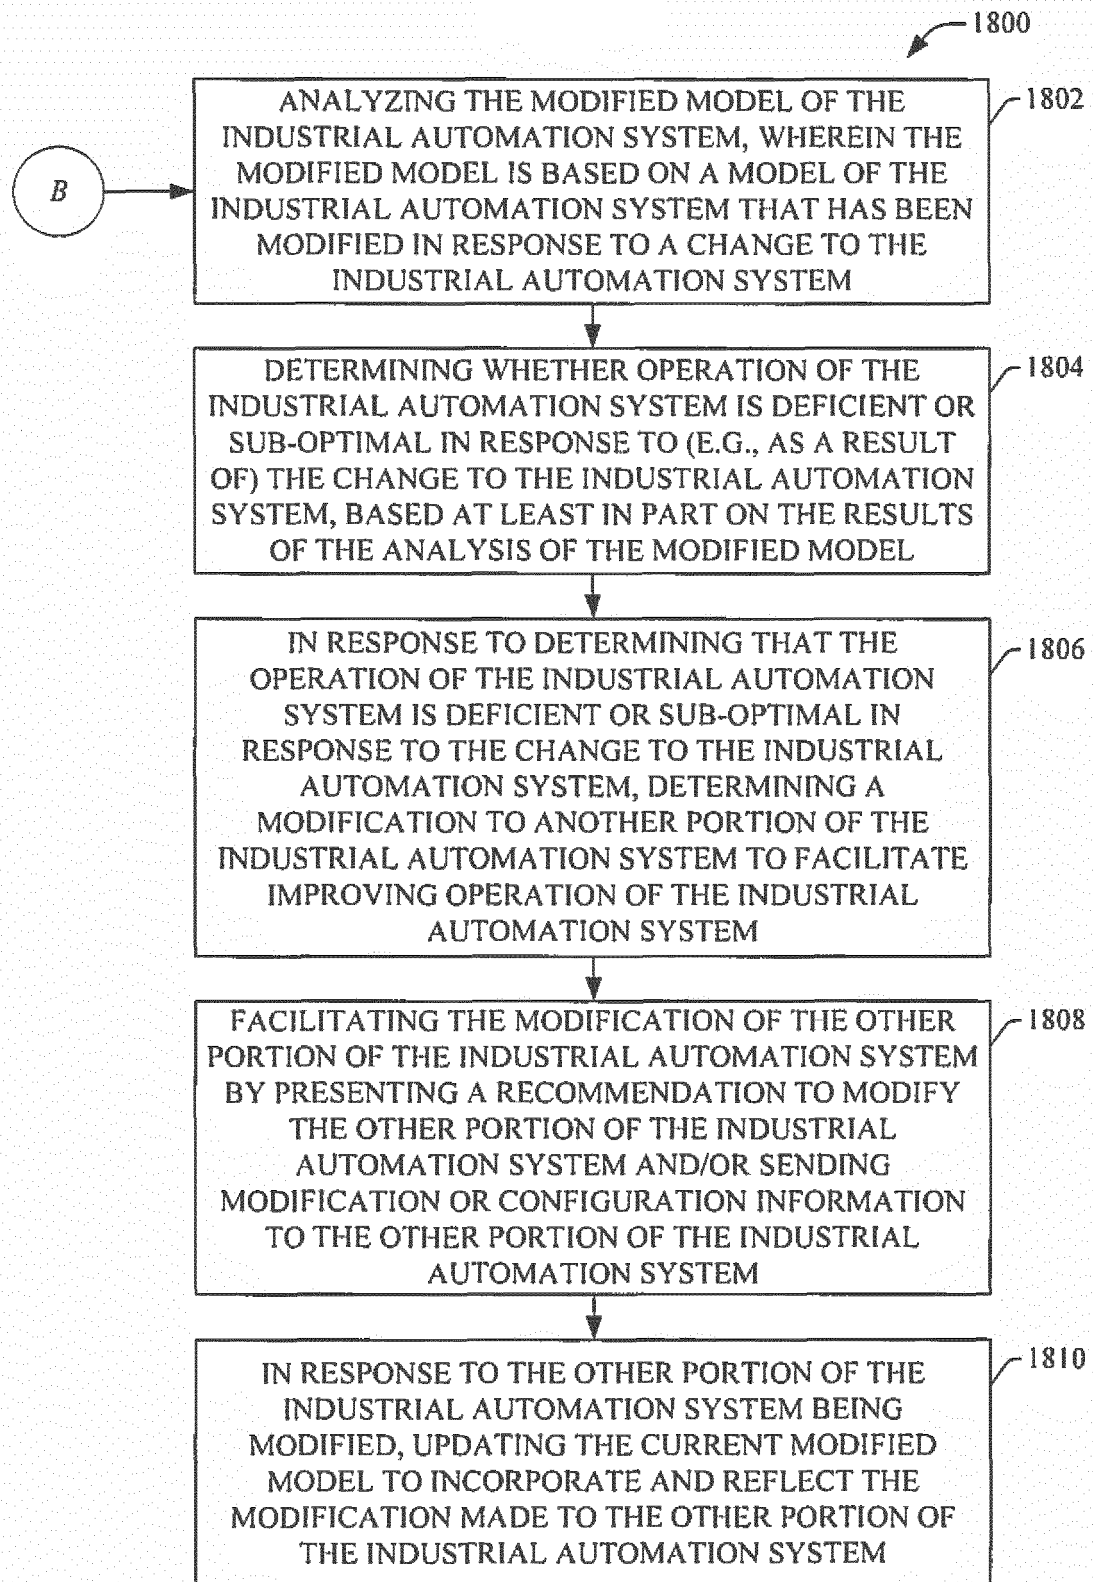 1800
ANALYZING THE MODIFIED MODEL OF THE
INDUSTRIAL AUTOMATION SYSTEM, WHEREIN THE
MODIFIED MODEL IS BASED ON A MODEL OF THE
INDUSTRIAL AUTOMATION SYSTEM THAT HAS BEEN
MODIFIED IN RESPONSE TO A CHANGE TO THE
INDUSTRIAL AUTOMATION SYSTEM
1802
B
DETERMINING WHETHER OPERATION OF THE
INDUSTRIAL AUTOMATION SYSTEM IS DEFICIENT OR
SUB-OPTIMAL IN RESPONSE TO (E.G., AS A RESULT
OF) THE CHANGE TO THE INDUSTRIAL AUTOMATION
SYSTEM, BASED AT LEAST IN PART ON THE RESULTS
OF THE ANALYSIS OF THE MODIFIED MODEL
1804
IN RESPONSE TO DETERMINING THAT THE
OPERATION OF THE INDUSTRIAL AUTOMATION
SYSTEM IS DEFICIENT OR SUB-OPTIMAL IN
RESPONSE TO THE CHANGE TO THE INDUSTRIAL
AUTOMATION SYSTEM, DETERMINING A
MODIFICATION TO ANOTHER PORTION OF THE
INDUSTRIAL AUTOMATION SYSTEM TO FACILITATE
IMPROVING OPERATION OF THE INDUSTRIAL
AUTOMATION SYSTEM
1806
FACILITATING THE MODIFICATION OF THE OTHER
PORTION OF THE INDUSTRIAL AUTOMATION SYSTEM
BY PRESENTING A RECOMMENDATION TO MODIFY
THE OTHER PORTION OF THE INDUSTRIAL
AUTOMATION SYSTEM AND/OR SENDING
MODIFICATION OR CONFIGURATION INFORMATION
TO THE OTHER PORTION OF THE INDUSTRIAL
AUTOMATION SYSTEM
1808
IN RESPONSE TO THE OTHER PORTION OF THE
INDUSTRIAL AUTOMATION SYSTEM BEING
MODIFIED, UPDATING THE CURRENT MODIFIED
MODEL TO INCORPORATE AND REFLECT THE
MODIFICATION MADE TO THE OTHER PORTION OF
THE INDUSTRIAL AUTOMATION SYSTEM
1810